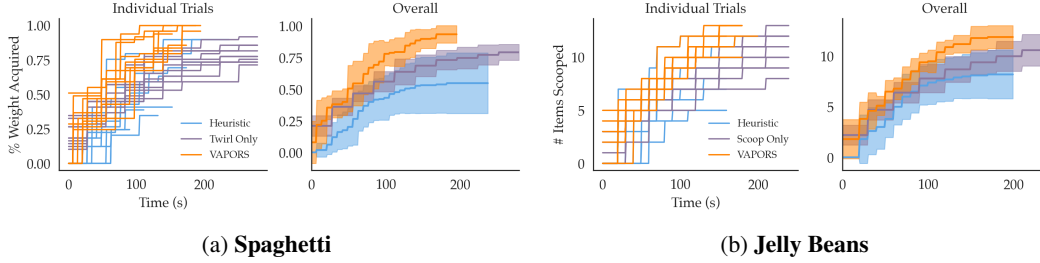 Individual Trials
Overall
Individual Trials
Overall
% Weight Acquired
1.00
0.75
0.50
0.25
0.00
Heuristic
Twirl Only
VAPORS
0
100
200
Time (s)
1.00
0.75
0.50
0.25
0.00
0
100
200
# Items Scooped
10
5
0
Heuristic
Scoop Only
VAPORS
0
100
200
Time (s)
10
5
0
0
100
200
(a) Spaghetti
(b) Jelly Beans